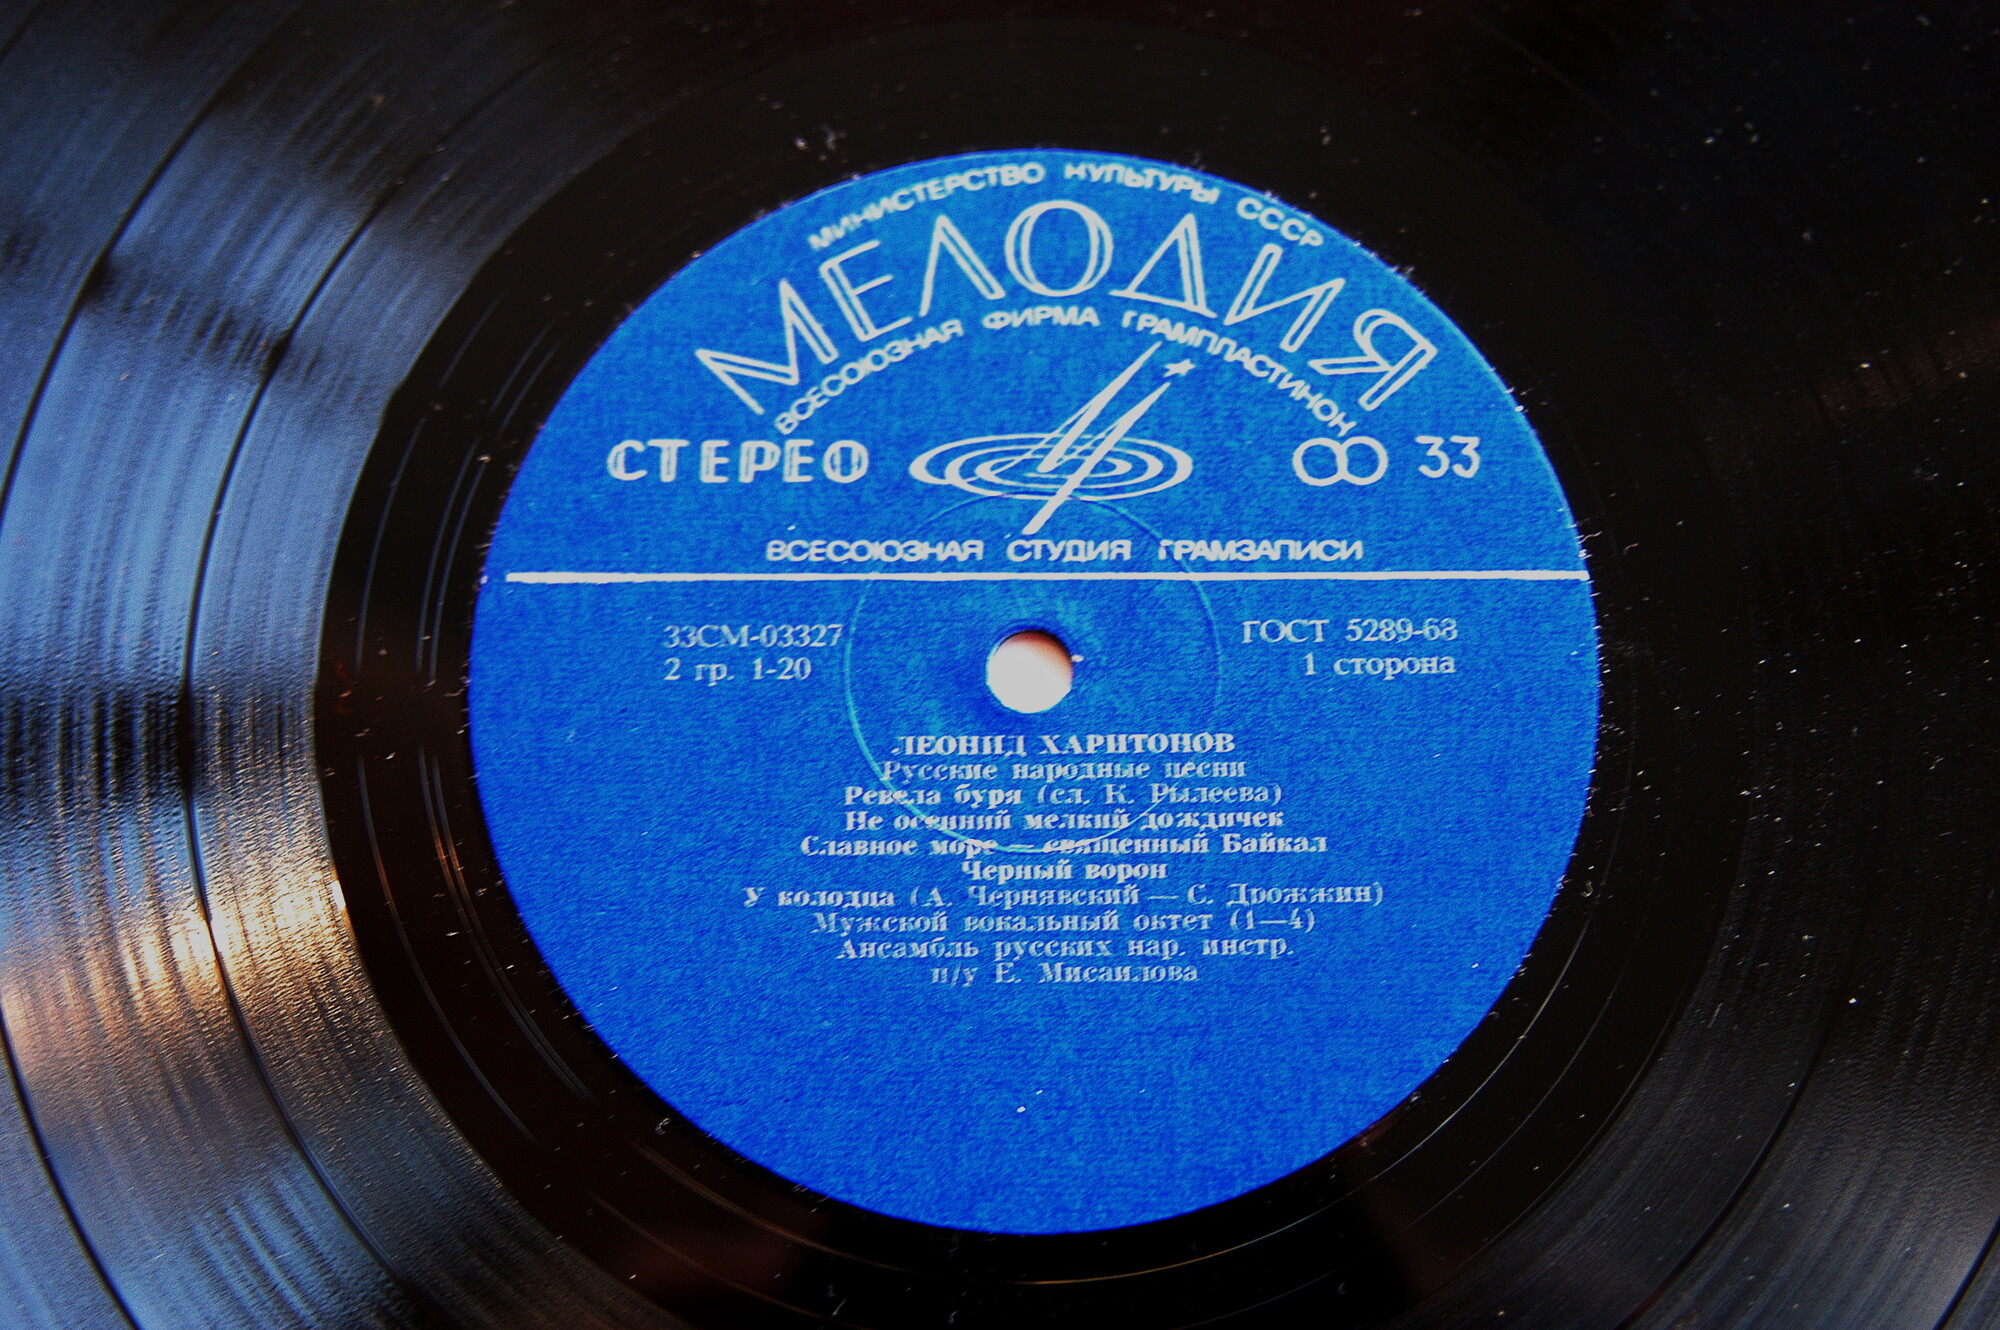 МИНИСТЕРСТВО КУЛЬТУРЫ СССР
МЕЛОДИЯ
ВСЕСОЮЗНАЯ ФИРМА ГРАМПЛАСТИНОК
СТЕРЕО 33
ВСЕСОЮЗНАЯ СТУДИЯ ГРАМЗАПИСИ
33СМ-03327 ГОСТ 5289-68
2 гр. 1-20 1 сторона
ЛЕОНИД ХАРИТОНОВ
Русские народные песни
Ревела буря (сл. К. Рылеева)
Не осенний мелкий дождичек
Славное море — священный Байкал
Черный ворон
У колодца (А. Чернявский — С. Дрожжин)
Мужской вокальный октет (1—4)
Ансамбль русских нар. инстр.
п/у Е. Мисаилова